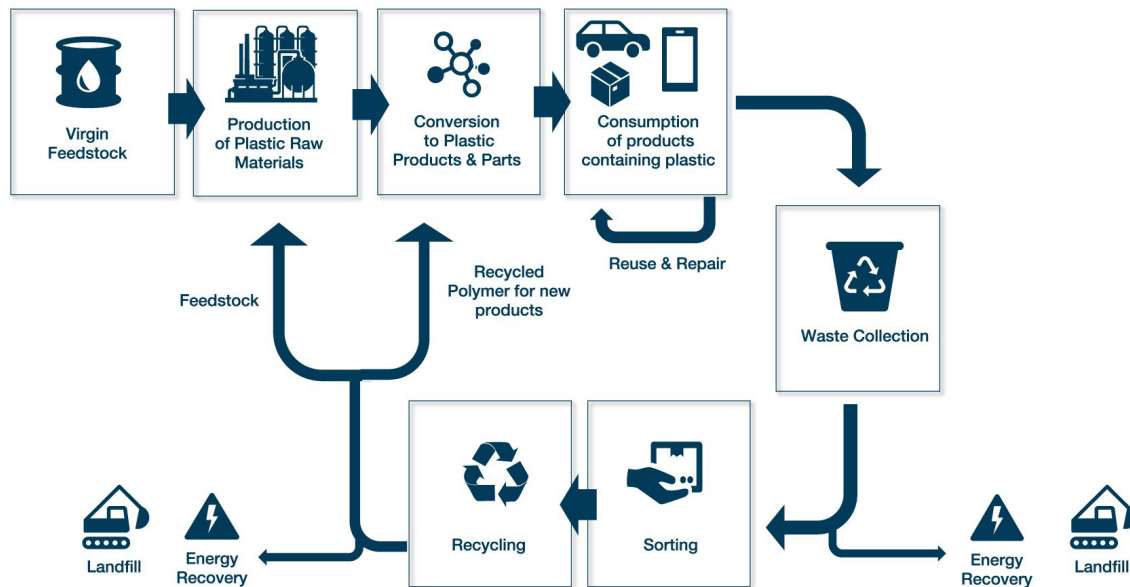 Virgin
Feedstock
Production
of Plastic Raw
Materials
Conversion
to Plastic
Products & Parts
Consumption
of products
containing plastic
Reuse & Repair
Feedstock
Recycled
Polymer for new
products
Waste Collection
Recycling
Sorting
Landfill
Energy
Recovery
Energy
Recovery
Landfill